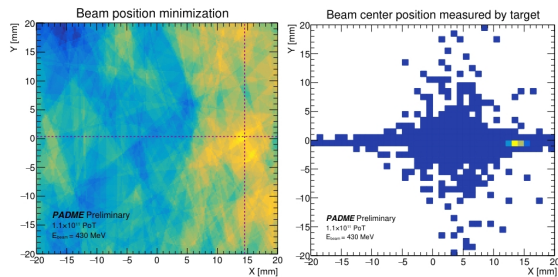 Beam position minimization
Y [mm]
20
15
10
5
0
−5
−10
−15
−20
PADME Preliminary
1.1×10¹¹ PoT
E_beam = 430 MeV
−20 −15 −10 −5 0 5 10 15 20
X [mm]
Beam center position measured by target
Y [mm]
20
15
10
5
0
−5
−10
−15
−20
PADME Preliminary
1.1×10¹¹ PoT
E_beam = 430 MeV
−20 −15 −10 −5 0 5 10 15 20
X [mm]